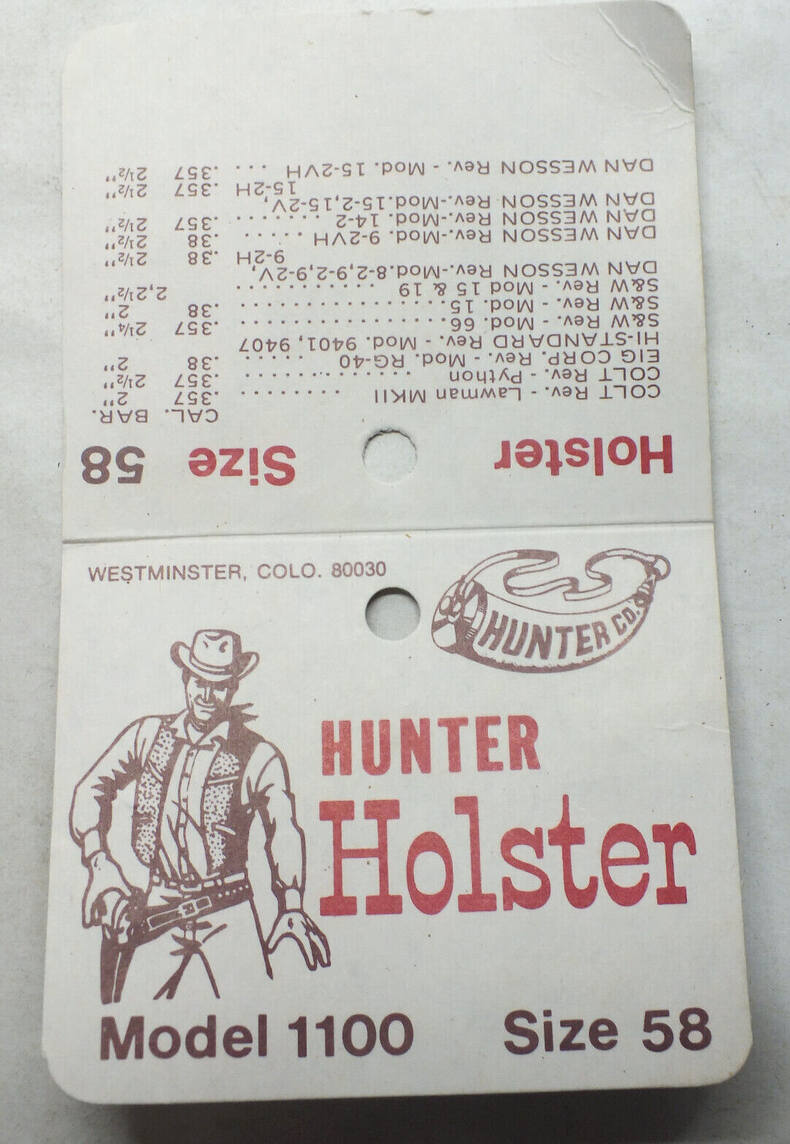 Holster Size 58
CAL. BAR.
COLT Rev. - Lawman MKII ......... .357 2"
COLT Rev. - Python .............. .357 2½"
EIG CORP. Rev. - Mod. RG-40 ...... .38 2"
HI-STANDARD Rev. - Mod. 9401, 9407
S&W Rev. - Mod. 66 ................ .357 2¼"
S&W Rev. - Mod. 15 ................ .38 2"
S&W Rev. - Mod 15 & 19 ........... 2,2½"
DAN WESSON Rev.-Mod.8-2,9-2,9-2V,
9-2H .38 2½"
DAN WESSON Rev.-Mod. 9-2VH ..... .38 2½"
DAN WESSON Rev.-Mod. 14-2 ....... .357 2½"
DAN WESSON Rev.-Mod.15-2,15-2V,
15-2H .357 2½"
DAN WESSON Rev. - Mod. 15-2VH ... .357 2½"
WESTMINSTER, COLO. 80030
HUNTER CO.
HUNTER
Holster
Model 1100 Size 58